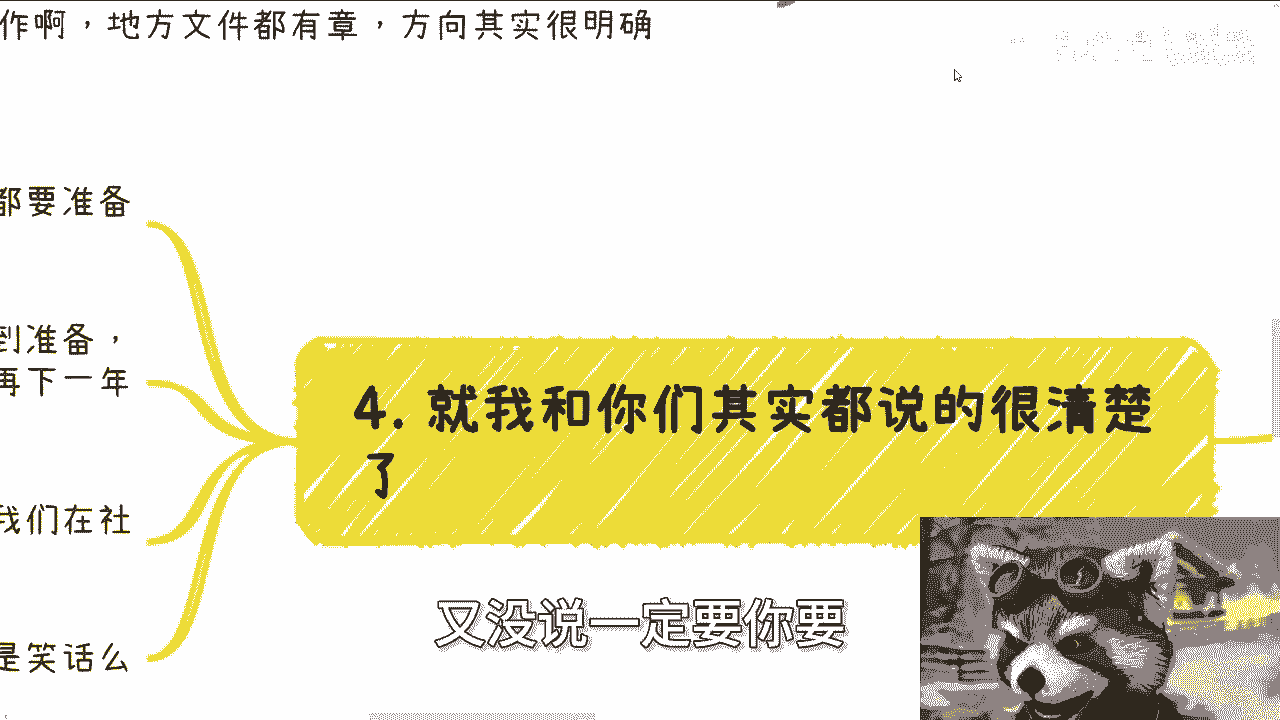 作啊，地方文件都有章，方向其实很明确
都要准备
到准备，
再下一年
我们在社
是笑话么
4. 就我和你们其实都说的很清楚
了
又没说一定要你要